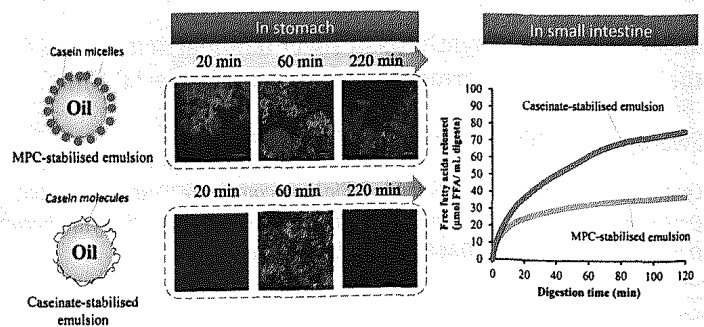 In stomach
In small intestine
Casein micelles
Oil
MPC-stabilised emulsion
20 min 60 min 220 min
Casein molecules
Oil
Caseinate-stabilised
emulsion
20 min 60 min 220 min
Free fatty acids released
(μmol FFA/ mL digesta)
100
90
80
70
60
50
40
30
20
10
0
Caseinate-stabilised emulsion
MPC-stabilised emulsion
0 20 40 60 80 100 120
Digestion time (min)